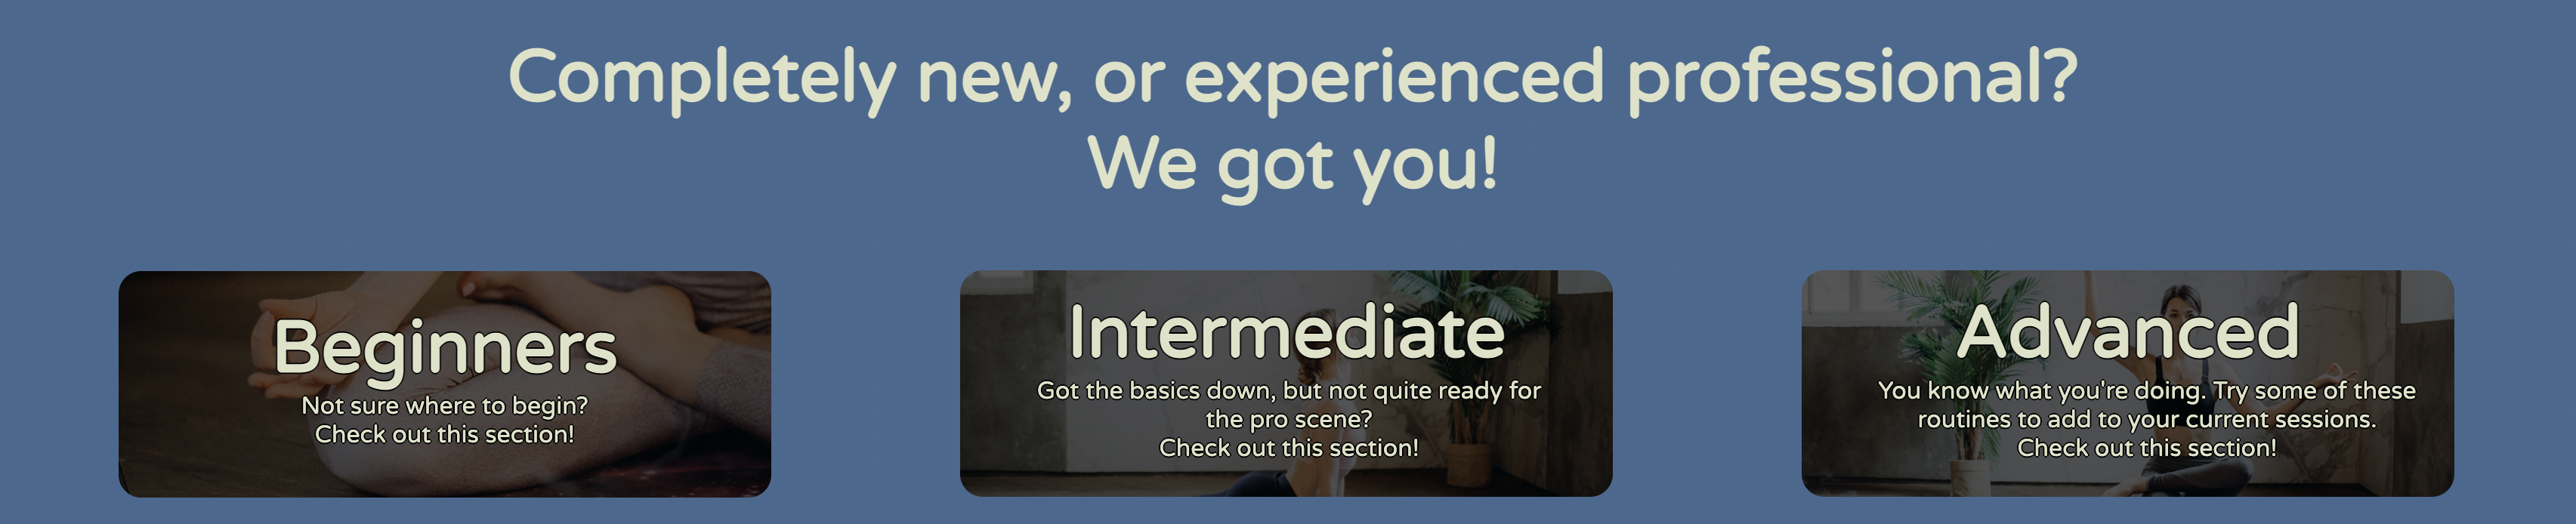 Completely new, or experienced professional?
We got you!
Beginners
Not sure where to begin?
Check out this section!
Intermediate
Got the basics down, but not quite ready for
the pro scene?
Check out this section!
Advanced
You know what you're doing. Try some of these
routines to add to your current sessions.
Check out this section!